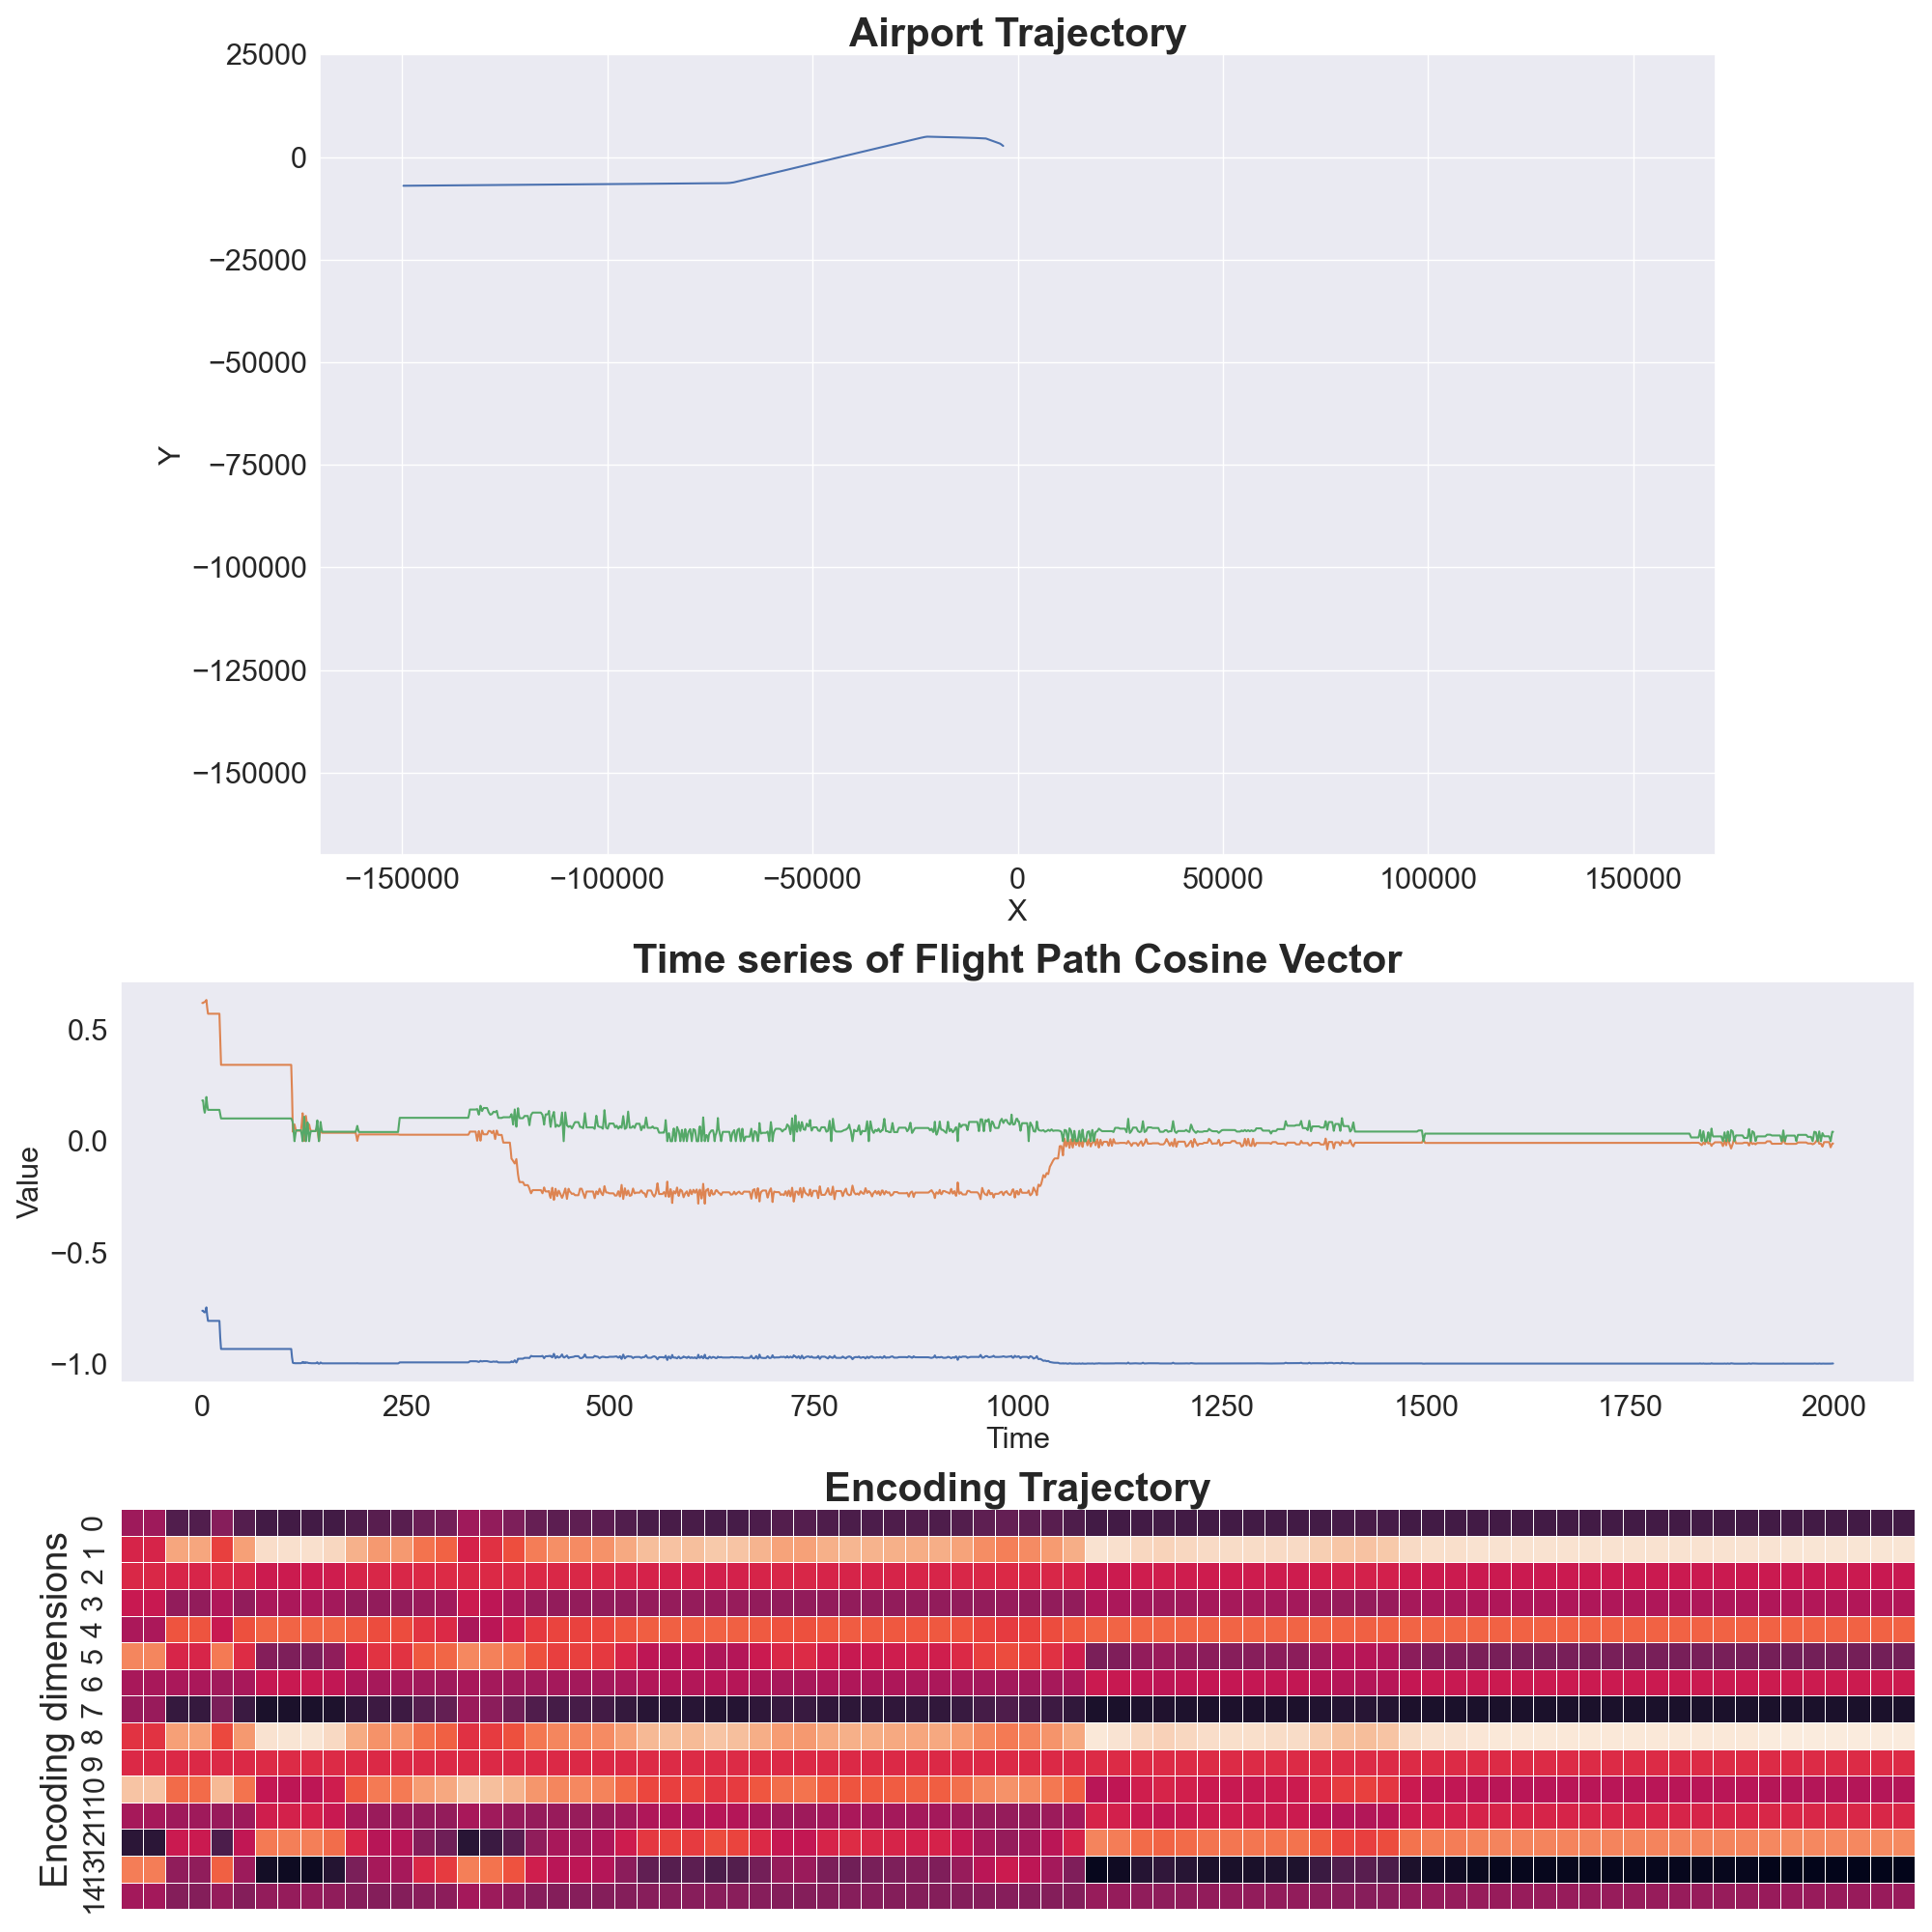 Airport Trajectory
25000
0
−25000
−50000
−75000
−100000
−125000
−150000
Y
−150000 −100000 −50000 0 50000 100000 150000
X
Time series of Flight Path Cosine Vector
0.5
0.0
−0.5
−1.0
Value
0 250 500 750 1000 1250 1500 1750 2000
Time
Encoding Trajectory
Encoding dimensions
0
1
2
3
4
5
6
7
8
9
10
11
12
13
14